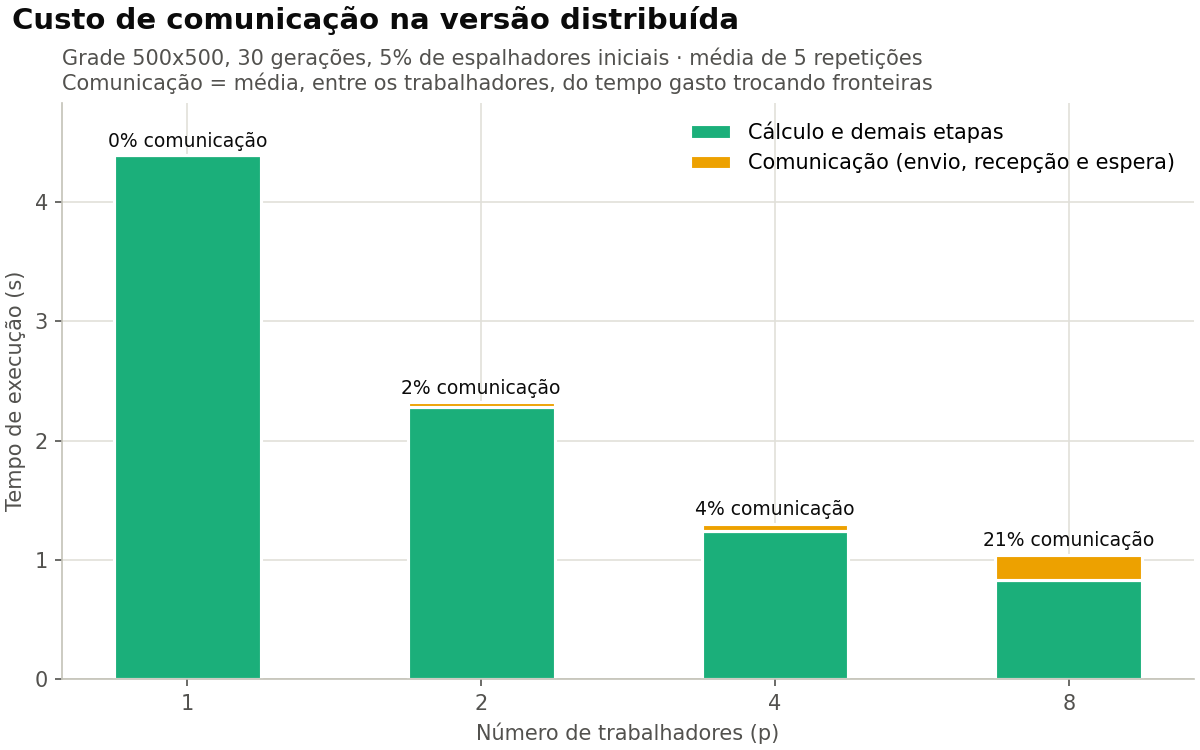 Custo de comunicação na versão distribuída
Grade 500x500, 30 gerações, 5% de espalhadores iniciais · média de 5 repetições
Comunicação = média, entre os trabalhadores, do tempo gasto trocando fronteiras
Cálculo e demais etapas
Comunicação (envio, recepção e espera)
0% comunicação
2% comunicação
4% comunicação
21% comunicação
Tempo de execução (s)
4
3
2
1
0
1
2
4
8
Número de trabalhadores (p)